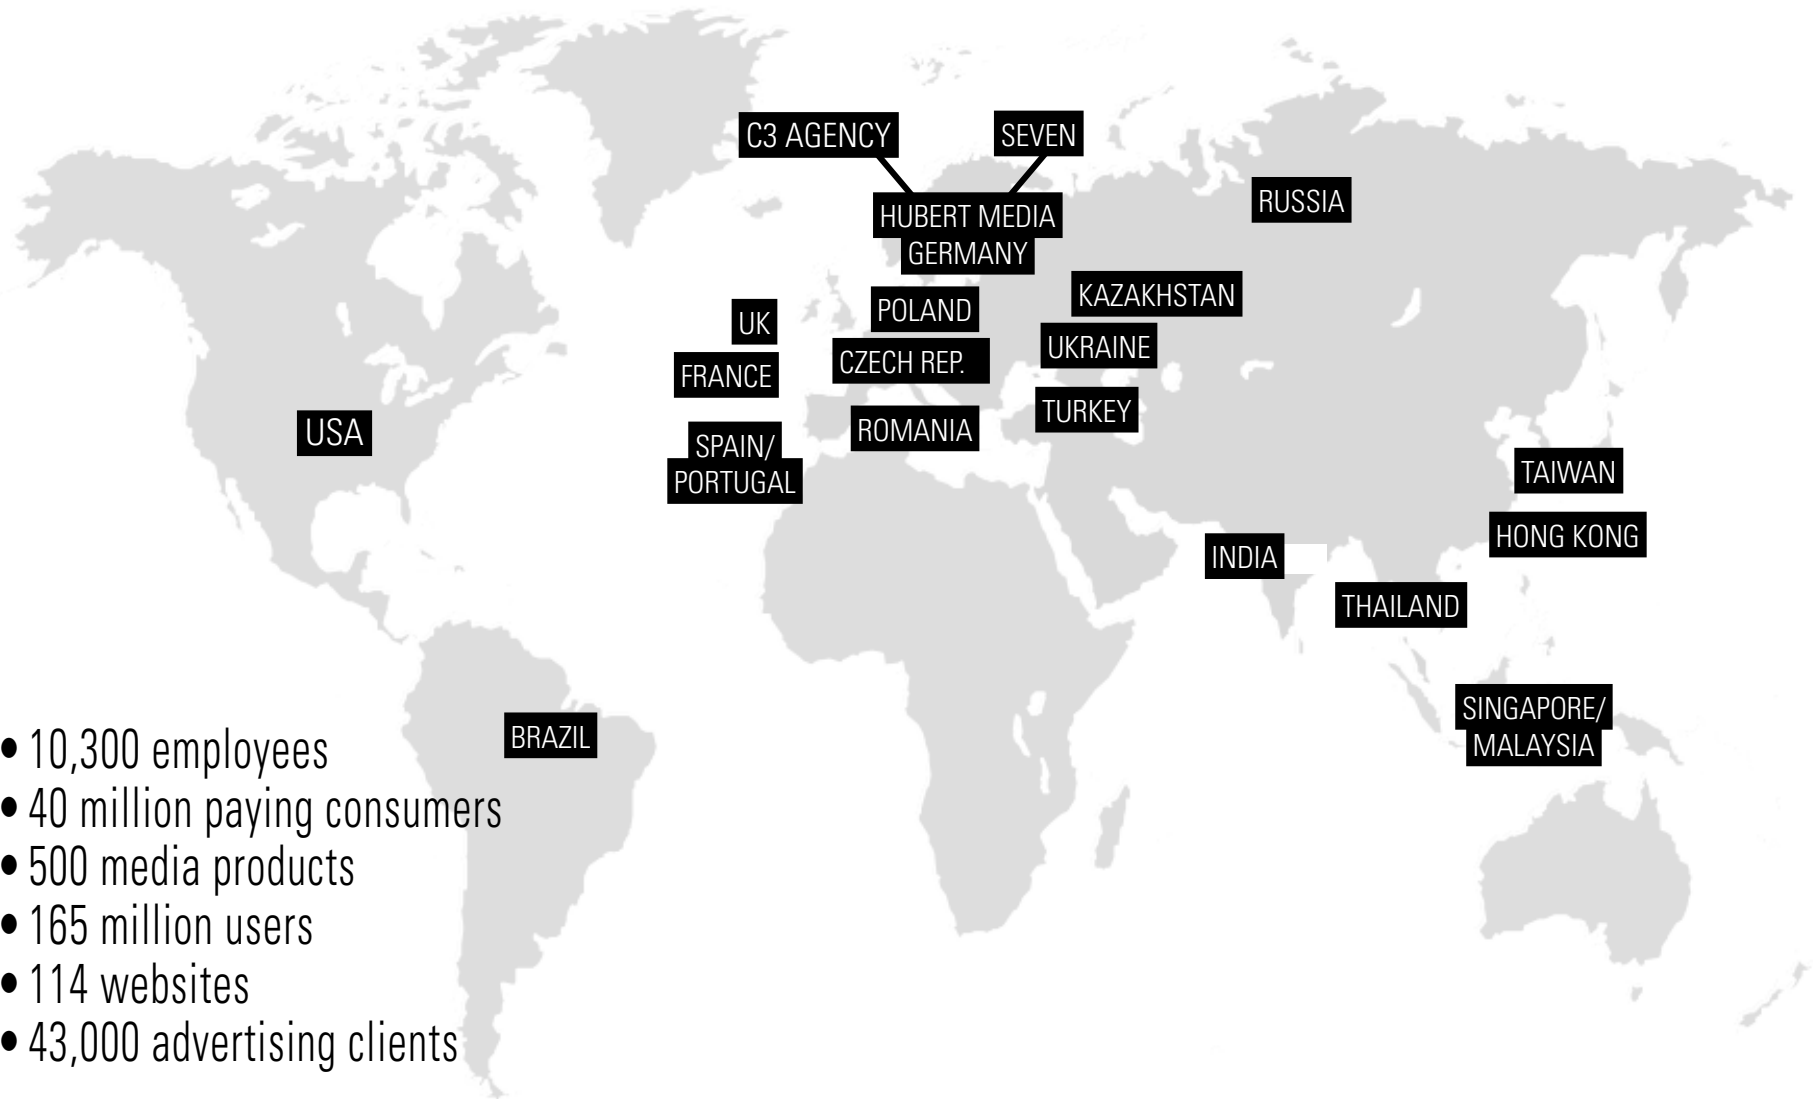 C3 AGENCY
SEVEN
HUBERT MEDIA
GERMANY
RUSSIA
KAZAKHSTAN
POLAND
UK
UKRAINE
CZECH REP.
FRANCE
TURKEY
ROMANIA
USA
SPAIN/
PORTUGAL
TAIWAN
HONG KONG
INDIA
THAILAND
SINGAPORE/
MALAYSIA
BRAZIL
• 10,300 employees
• 40 million paying consumers
• 500 media products
• 165 million users
• 114 websites
• 43,000 advertising clients